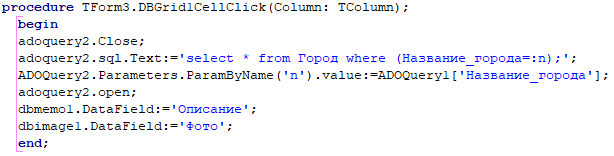 procedure TForm3.DBGrid1CellClick(Column: TColumn);
begin
adoquery2.Close;
adoquery2.sql.Text:='select * from Город where (Название_города=:n);';
ADOQuery2.Parameters.ParamByName('n').value:=ADOQuery1['Название_города'];
adoquery2.open;
dbmemo1.DataField:='Описание';
dbimage1.DataField:='Фото';
end;